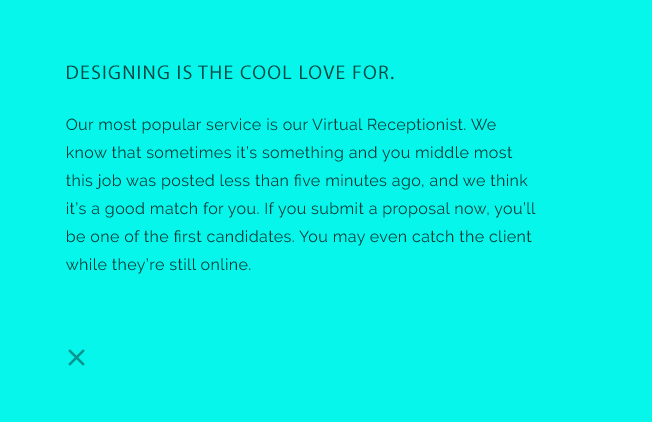 DESIGNING IS THE COOL LOVE FOR.
Our most popular service is our Virtual Receptionist. We
know that sometimes it's something and you middle most
this job was posted less than five minutes ago, and we think
it's a good match for you. If you submit a proposal now, you'll
be one of the first candidates. You may even catch the client
while they're still online.